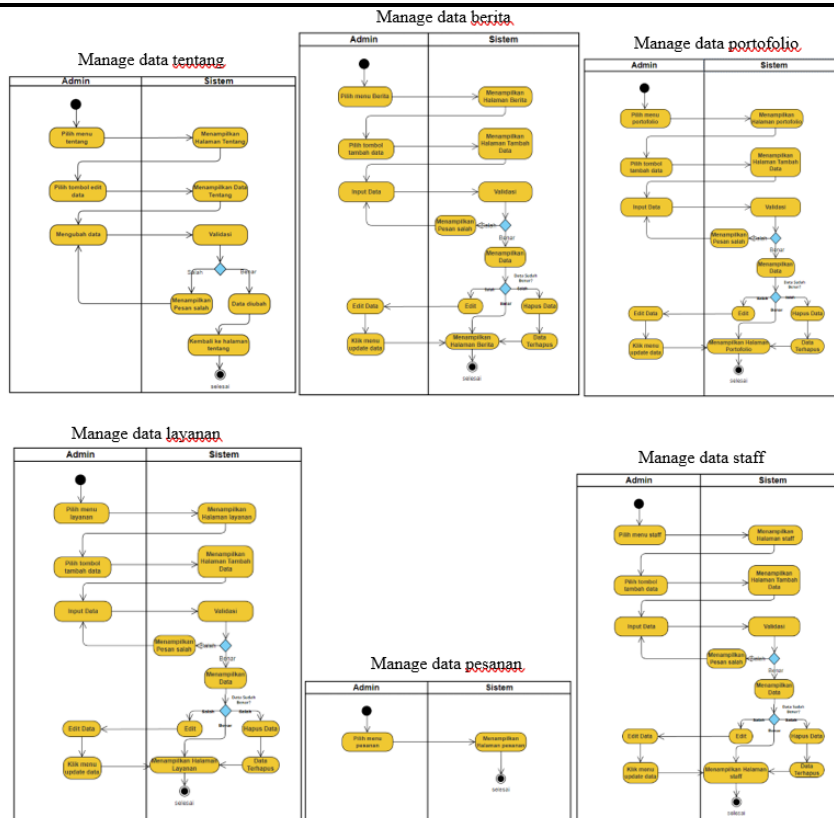 Manage data tentang
Admin
Sistem
Pilih menu
tentang
Menampilkan
Halaman Tentang
Pilih tombol edit
data
Menampilkan Data
Tentang
Mengubah data
Validasi
Salah
Benar
Menampilkan
Pesan salah
Data diubah
Kembali ke halaman
tentang
selesai
Manage data berita
Admin
Sistem
Pilih menu Berita
Menampilkan
Halaman Berita
Pilih tombol
tambah data
Menampilkan
Halaman Tambah
Data
Input Data
Validasi
Menampilkan
Pesan salah
Salah
Benar
Menampilkan
Data
Data Sudah
Benar?
Salah
Salah
Benar
Edit Data
Edit
Hapus Data
Klik menu
update data
Menampilkan
Halaman Berita
Data
Terhapus
selesai
Manage data portofolio
Admin
Sistem
Pilih menu
portofolio
Menampilkan
Halaman portofolio
Pilih tombol
tambah data
Menampilkan
Halaman Tambah
Data
Input Data
Validasi
Menampilkan
Pesan salah
Salah
Benar
Menampilkan
Data
Data Sudah
Benar?
Salah
Salah
Benar
Edit Data
Edit
Hapus Data
Klik menu
update data
Menampilkan Halaman
Portofolio
Data
Terhapus
selesai
Manage data layanan
Admin
Sistem
Pilih menu
layanan
Menampilkan
Halaman layanan
Pilih tombol
tambah data
Menampilkan
Halaman Tambah
Data
Input Data
Validasi
Menampilkan
Pesan salah
Salah
Benar
Menampilkan
Data
Data Sudah
Benar?
Salah
Salah
Benar
Edit Data
Edit
Hapus Data
Klik menu
update data
Menampilkan Halaman
Layanan
Data
Terhapus
selesai
Manage data pesanan
Admin
Sistem
Pilih menu
pesanan
Menampilkan
Halaman pesanan
selesai
Manage data staff
Admin
Sistem
Pilih menu staff
Menampilkan
Halaman staff
Pilih tombol
tambah data
Menampilkan
Halaman Tambah
Data
Input Data
Validasi
Menampilkan
Pesan salah
Salah
Benar
Menampilkan
Data
Data Sudah
Benar?
Salah
Salah
Benar
Edit Data
Edit
Hapus Data
Klik menu
update data
Menampilkan Halaman
staff
Data
Terhapus
selesai